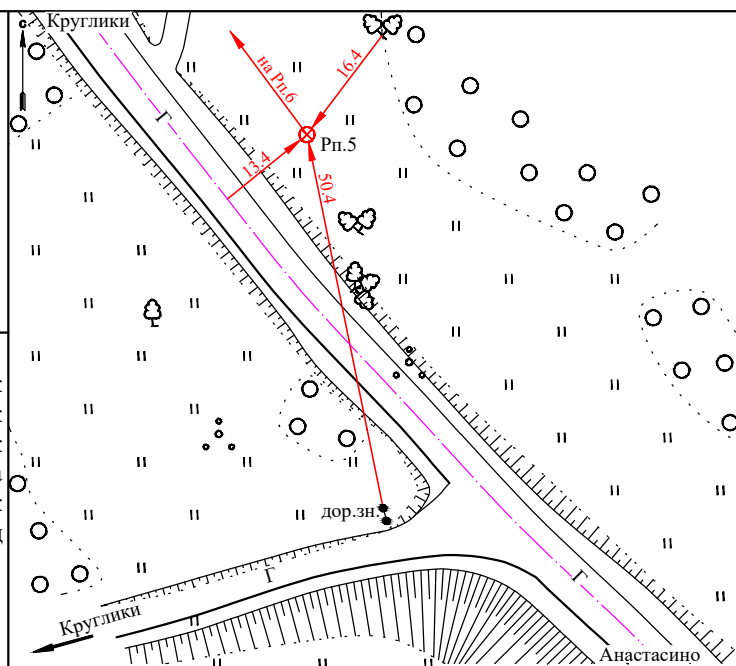 Круглики
с
на Рп.6
16.4
Г
13.4
Рп.5
50.4
дор.зн.
Г
Г
Круглики
Анастасино